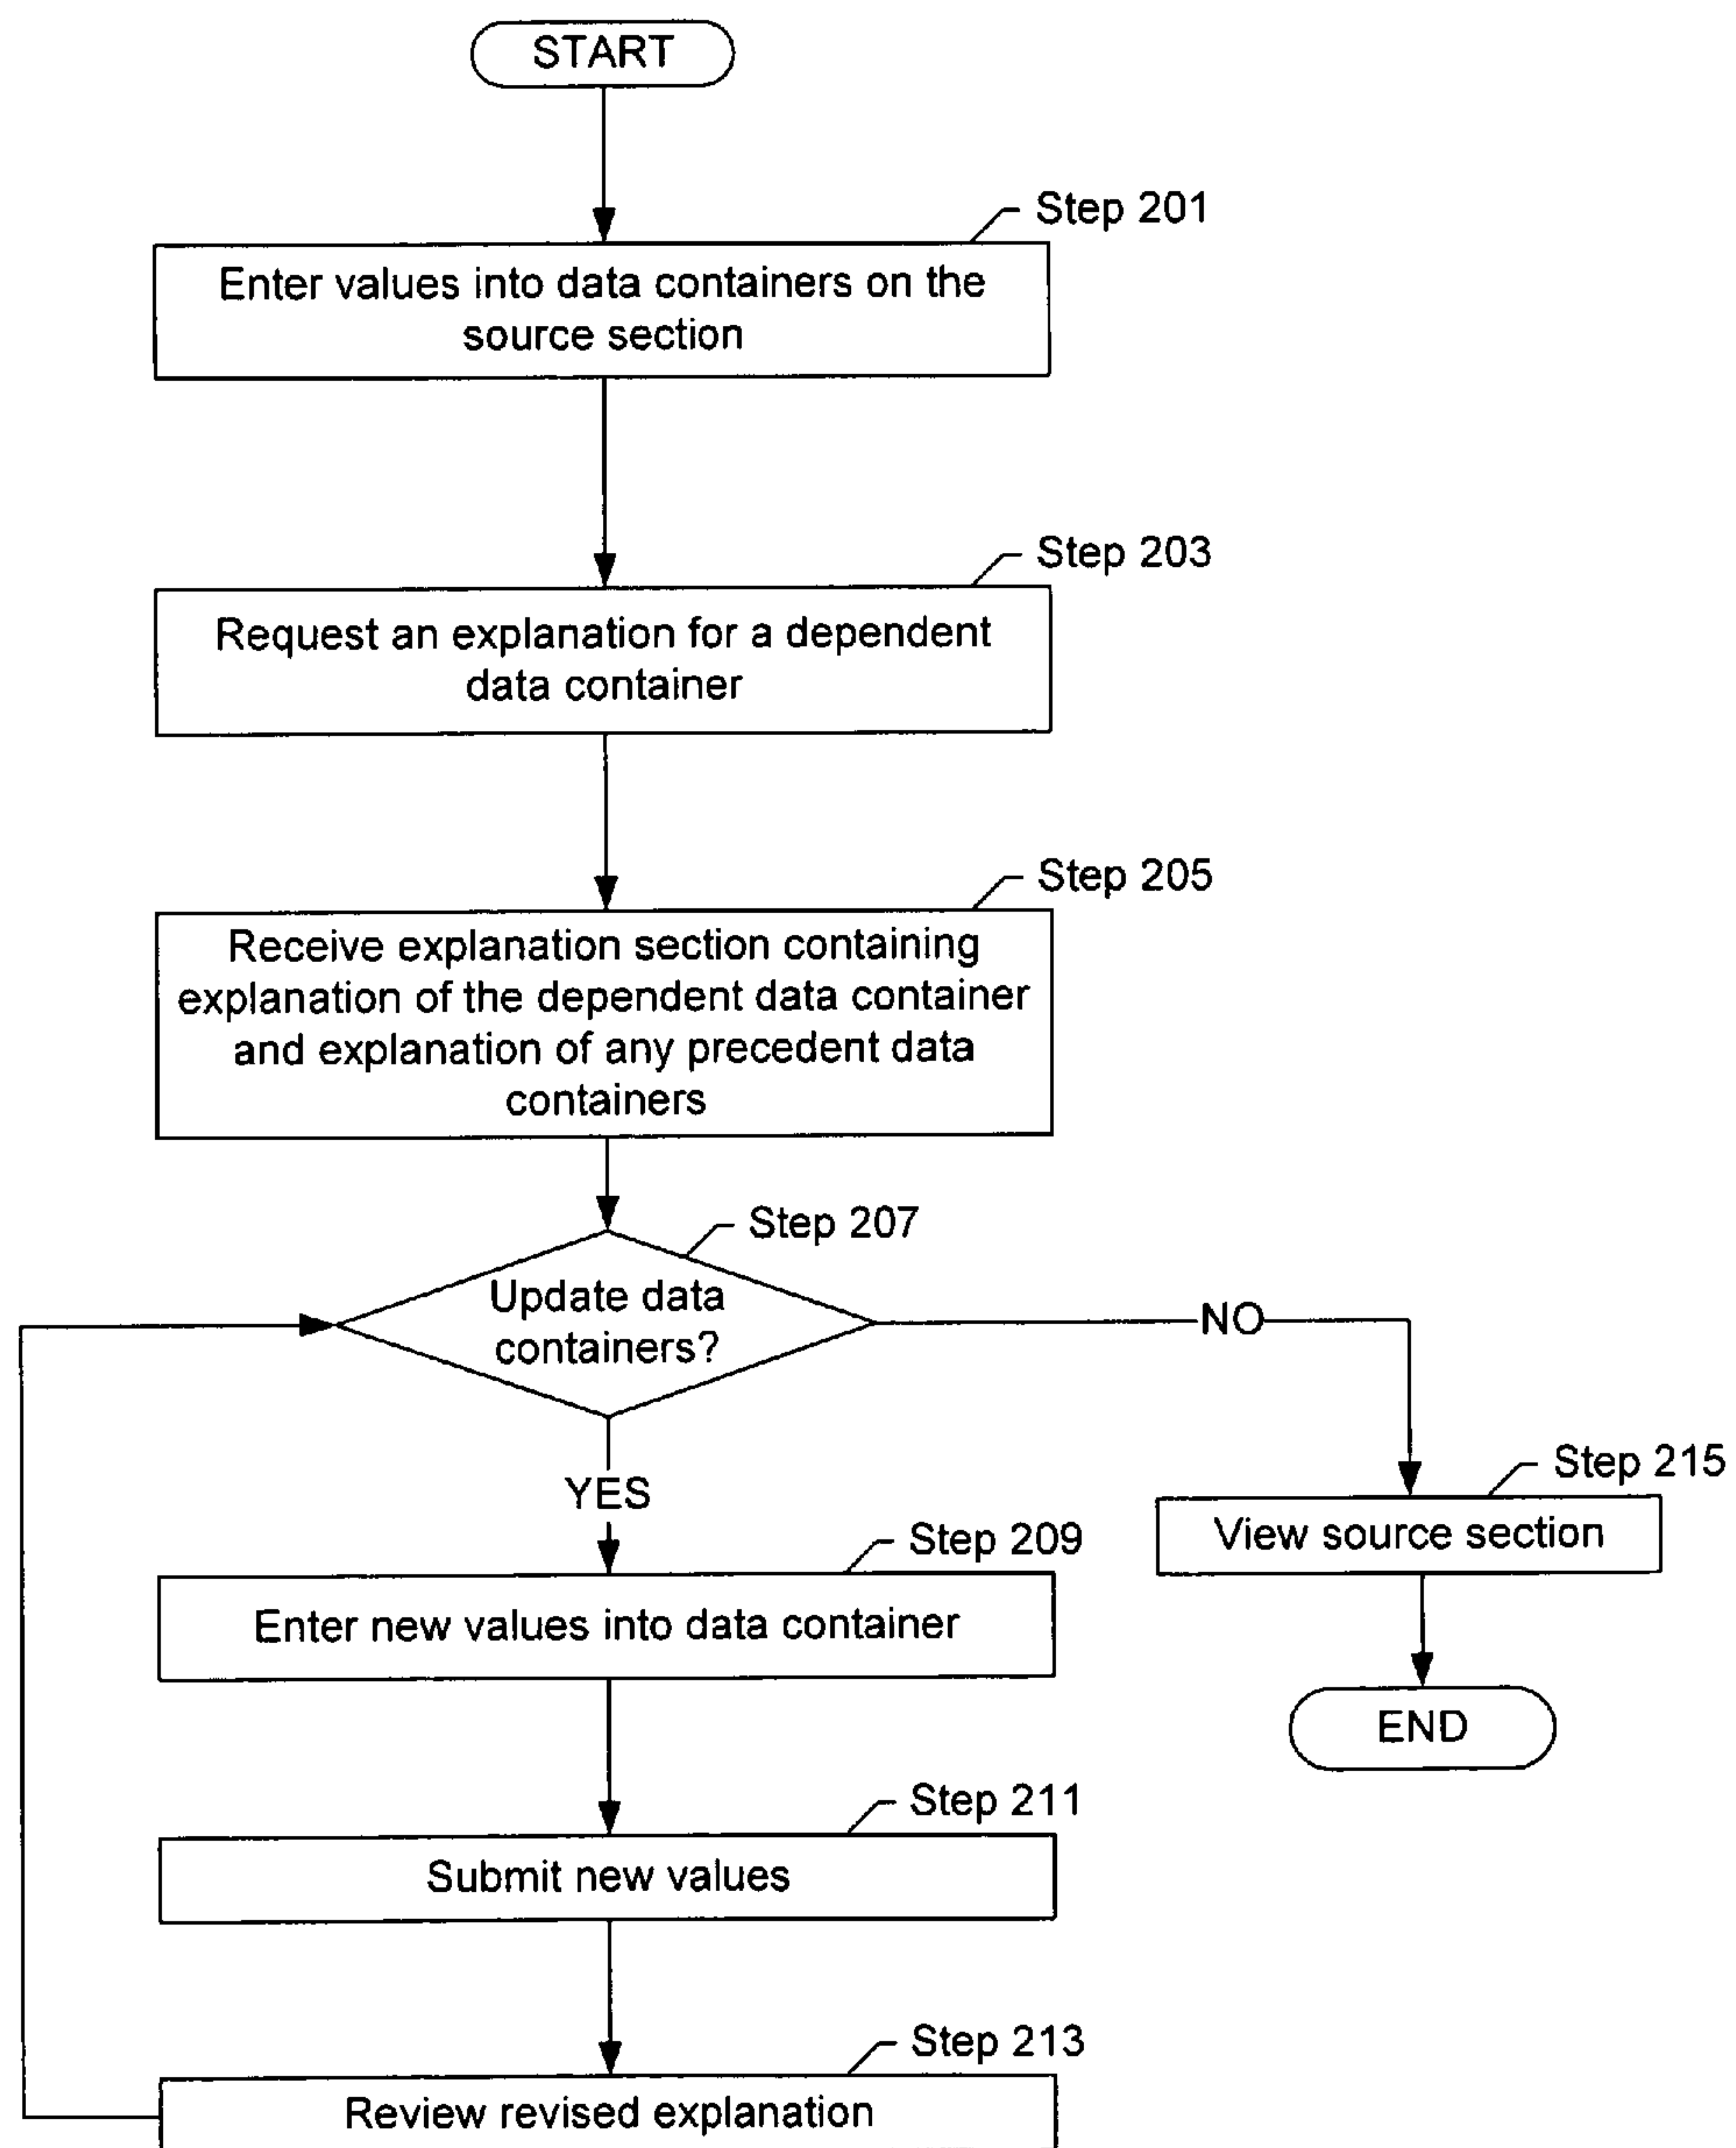 START
Step 201
Enter values into data containers on the
source section
Step 203
Request an explanation for a dependent
data container
Step 205
Receive explanation section containing
explanation of the dependent data container
and explanation of any precedent data
containers
Step 207
Update data
containers?
NO
YES
Step 215
View source section
Step 209
Enter new values into data container
END
Step 211
Submit new values
Step 213
Review revised explanation